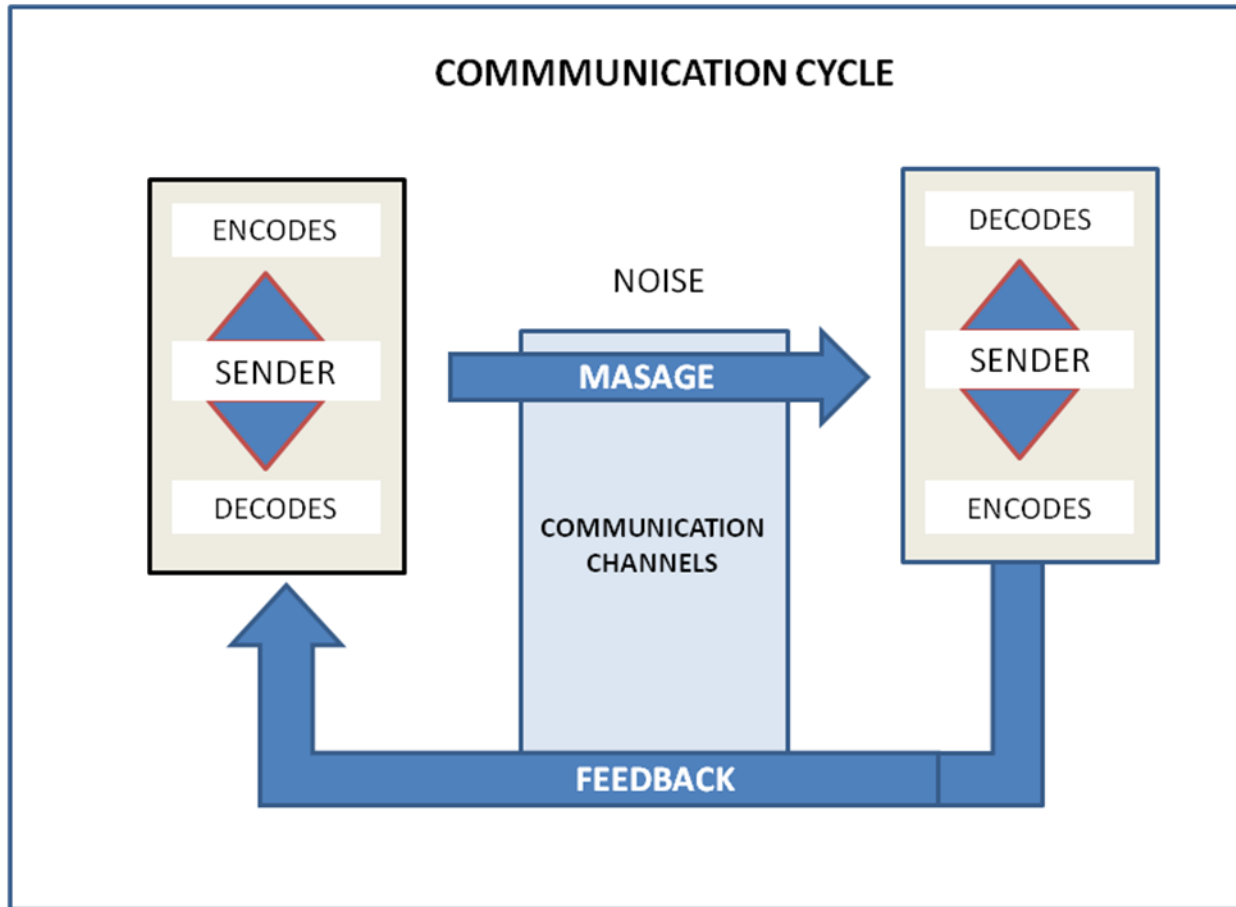 COMMMUNICATION CYCLE
ENCODES
SENDER
DECODES
NOISE
MASAGE
COMMUNICATION
CHANNELS
DECODES
SENDER
ENCODES
FEEDBACK